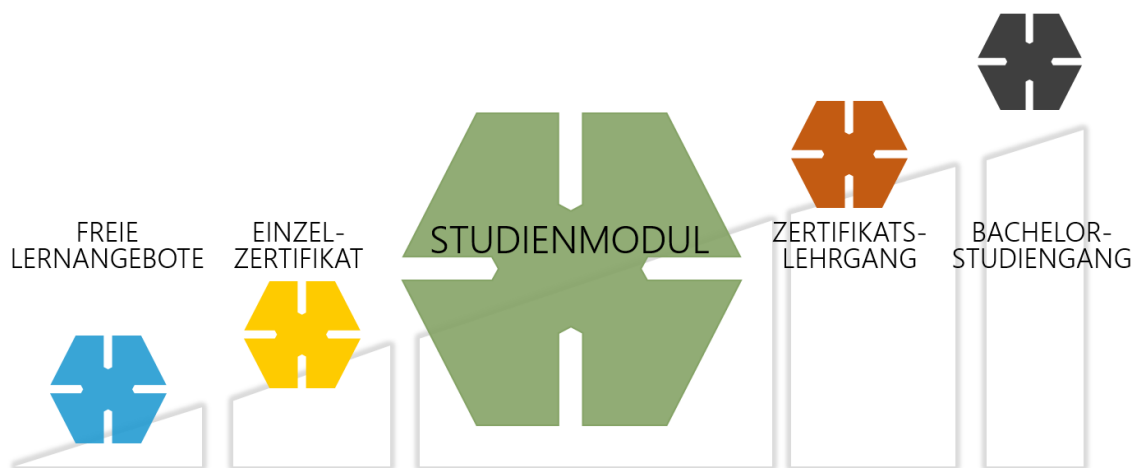 FREIE
LERNANGEBOTE
EINZEL-
ZERTIFIKAT
STUDIENMODUL
ZERTIFIKATS-
LEHRGANG
BACHELOR-
STUDIENGANG